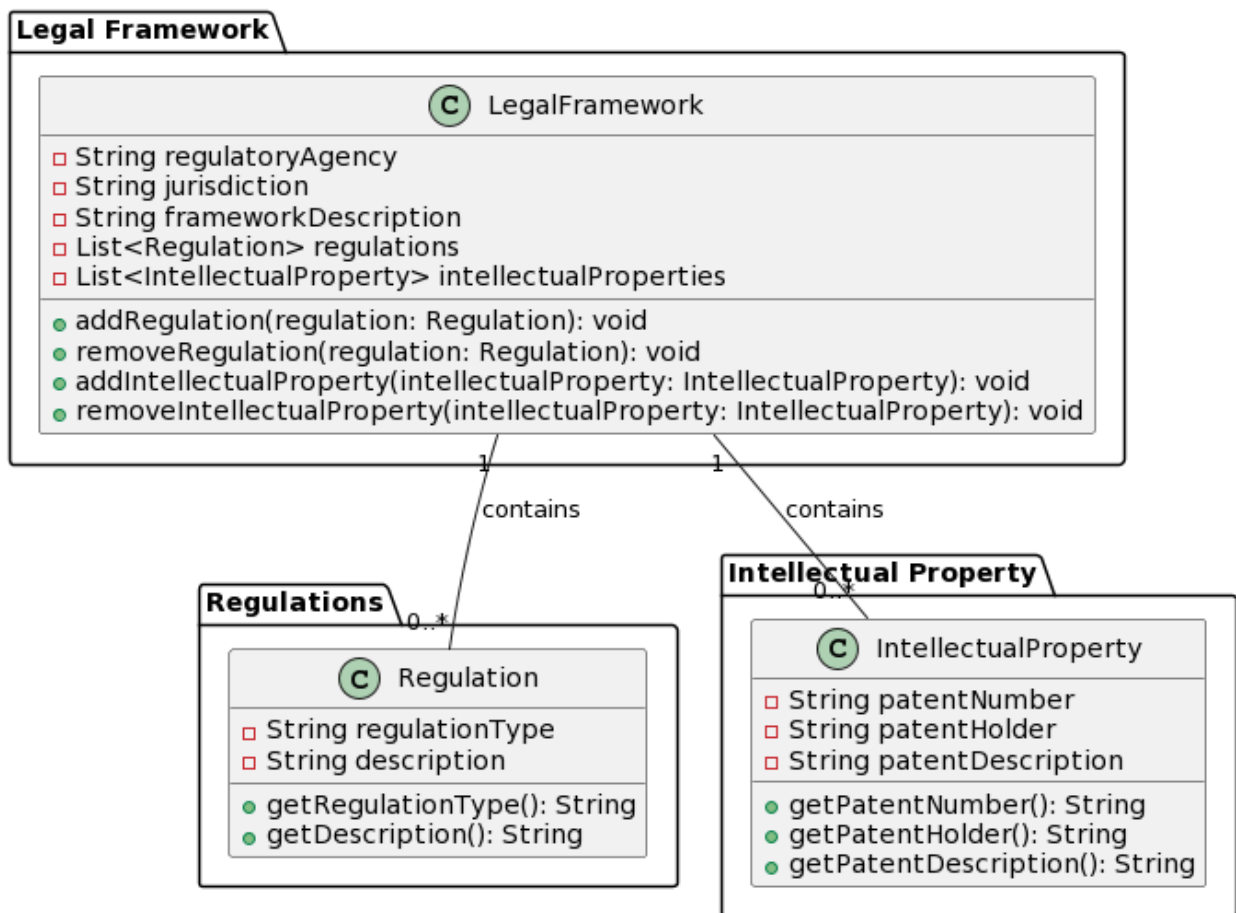 Legal Framework
C LegalFramework
String regulatoryAgency
String jurisdiction
String frameworkDescription
List<Regulation> regulations
List<IntellectualProperty> intellectualProperties
addRegulation(regulation: Regulation): void
removeRegulation(regulation: Regulation): void
addIntellectualProperty(intellectualProperty: IntellectualProperty): void
removeIntellectualProperty(intellectualProperty: IntellectualProperty): void
1
1
contains
contains
Regulations
0..*
C Regulation
String regulationType
String description
getRegulationType(): String
getDescription(): String
Intellectual Property
0..*
C IntellectualProperty
String patentNumber
String patentHolder
String patentDescription
getPatentNumber(): String
getPatentHolder(): String
getPatentDescription(): String